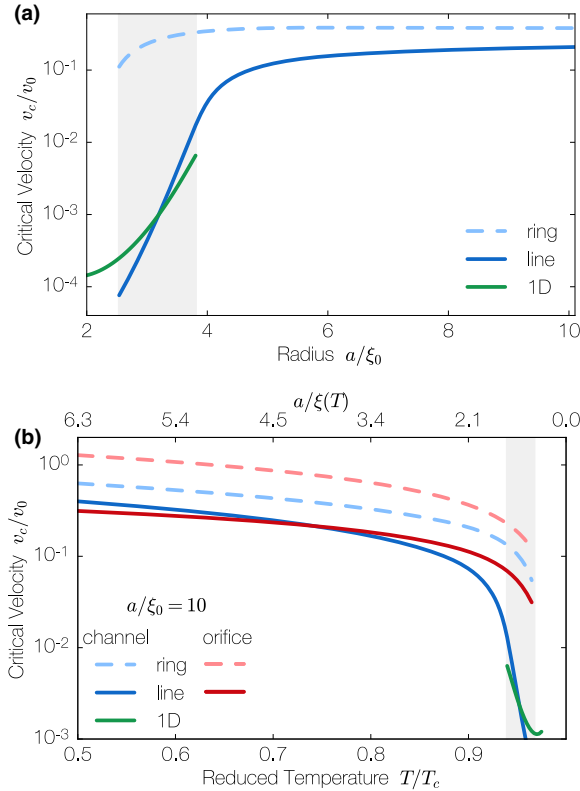 (a)
Critical Velocity v_c/v_0
10^{-1}
10^{-2}
10^{-3}
10^{-4}
ring
line
1D
2 4 6 8 10
Radius a/ξ_0
a/ξ(T)
6.3 5.4 4.5 3.4 2.1 0.0
(b)
Critical Velocity v_c/v_0
10^0
10^{-1}
10^{-2}
10^{-3}
a/ξ_0 = 10
channel orifice
ring
line
1D
0.5 0.6 0.7 0.8 0.9
Reduced Temperature T/T_c